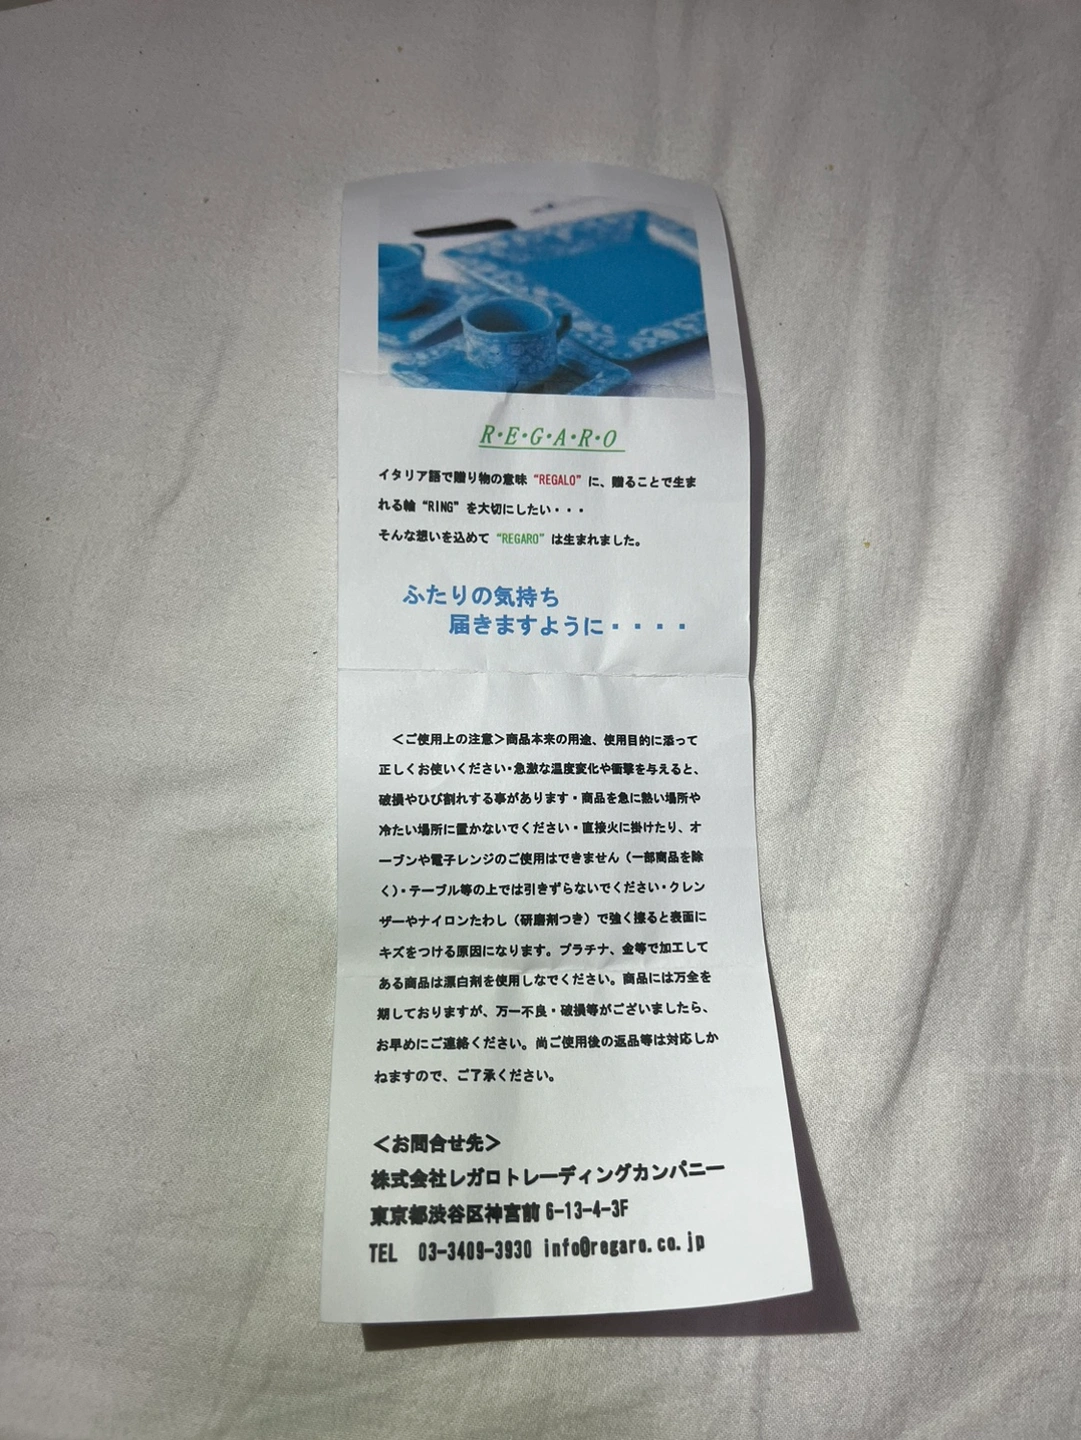 R・E・G・A・R・O
イタリア語で贈り物の意味“REGALO”に、贈ることで生ま
れる輪“RING”を大切にしたい・・・
そんな想いを込めて“REGARO”は生まれました。
ふたりの気持ち
届きますように・・・・
＜ご使用上の注意＞商品本来の用途、使用目的に添って
正しくお使いください・急激な温度変化や衝撃を与えると、
破損やひび割れする事があります・商品を急に熱い場所や
冷たい場所に置かないでください・直接火に掛けたり、オ
ーブンや電子レンジのご使用はできません（一部商品を除
く）・テーブル等の上では引きずらないでください・クレン
ザーやナイロンたわし（研磨剤つき）で強く擦ると表面に
キズをつける原因になります。プラチナ、金等で加工して
ある商品は漂白剤を使用しなでください。商品には万全を
期しておりますが、万一不良・破損等がございましたら、
お早めにご連絡ください。尚ご使用後の返品等は対応しか
ねますので、ご了承ください。
＜お問合せ先＞
株式会社レガロトレーディングカンパニー
東京都渋谷区神宮前 6-13-4-3F
TEL 03-3409-3930 info@regaro.co.jp